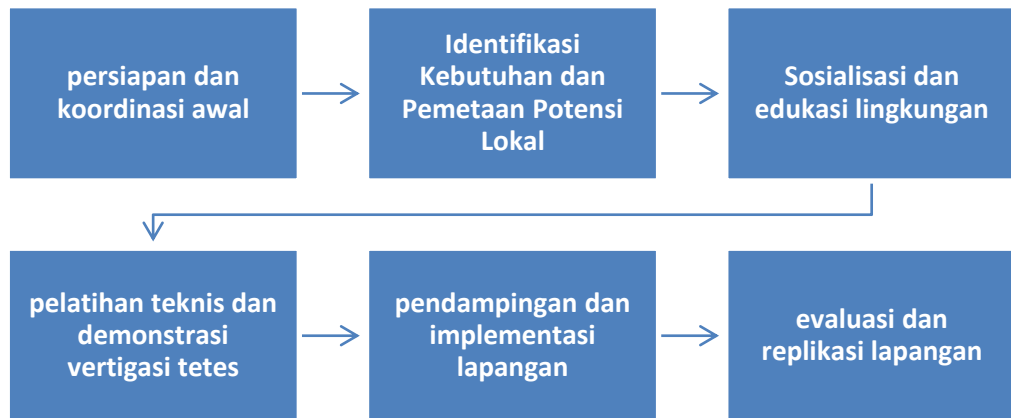 persiapan dan
koordinasi awal
Identifikasi
Kebutuhan dan
Pemetaan Potensi
Lokal
Sosialisasi dan
edukasi lingkungan
pelatihan teknis dan
demonstrasi
vertigasi tetes
pendampingan dan
implementasi
lapangan
evaluasi dan
replikasi lapangan